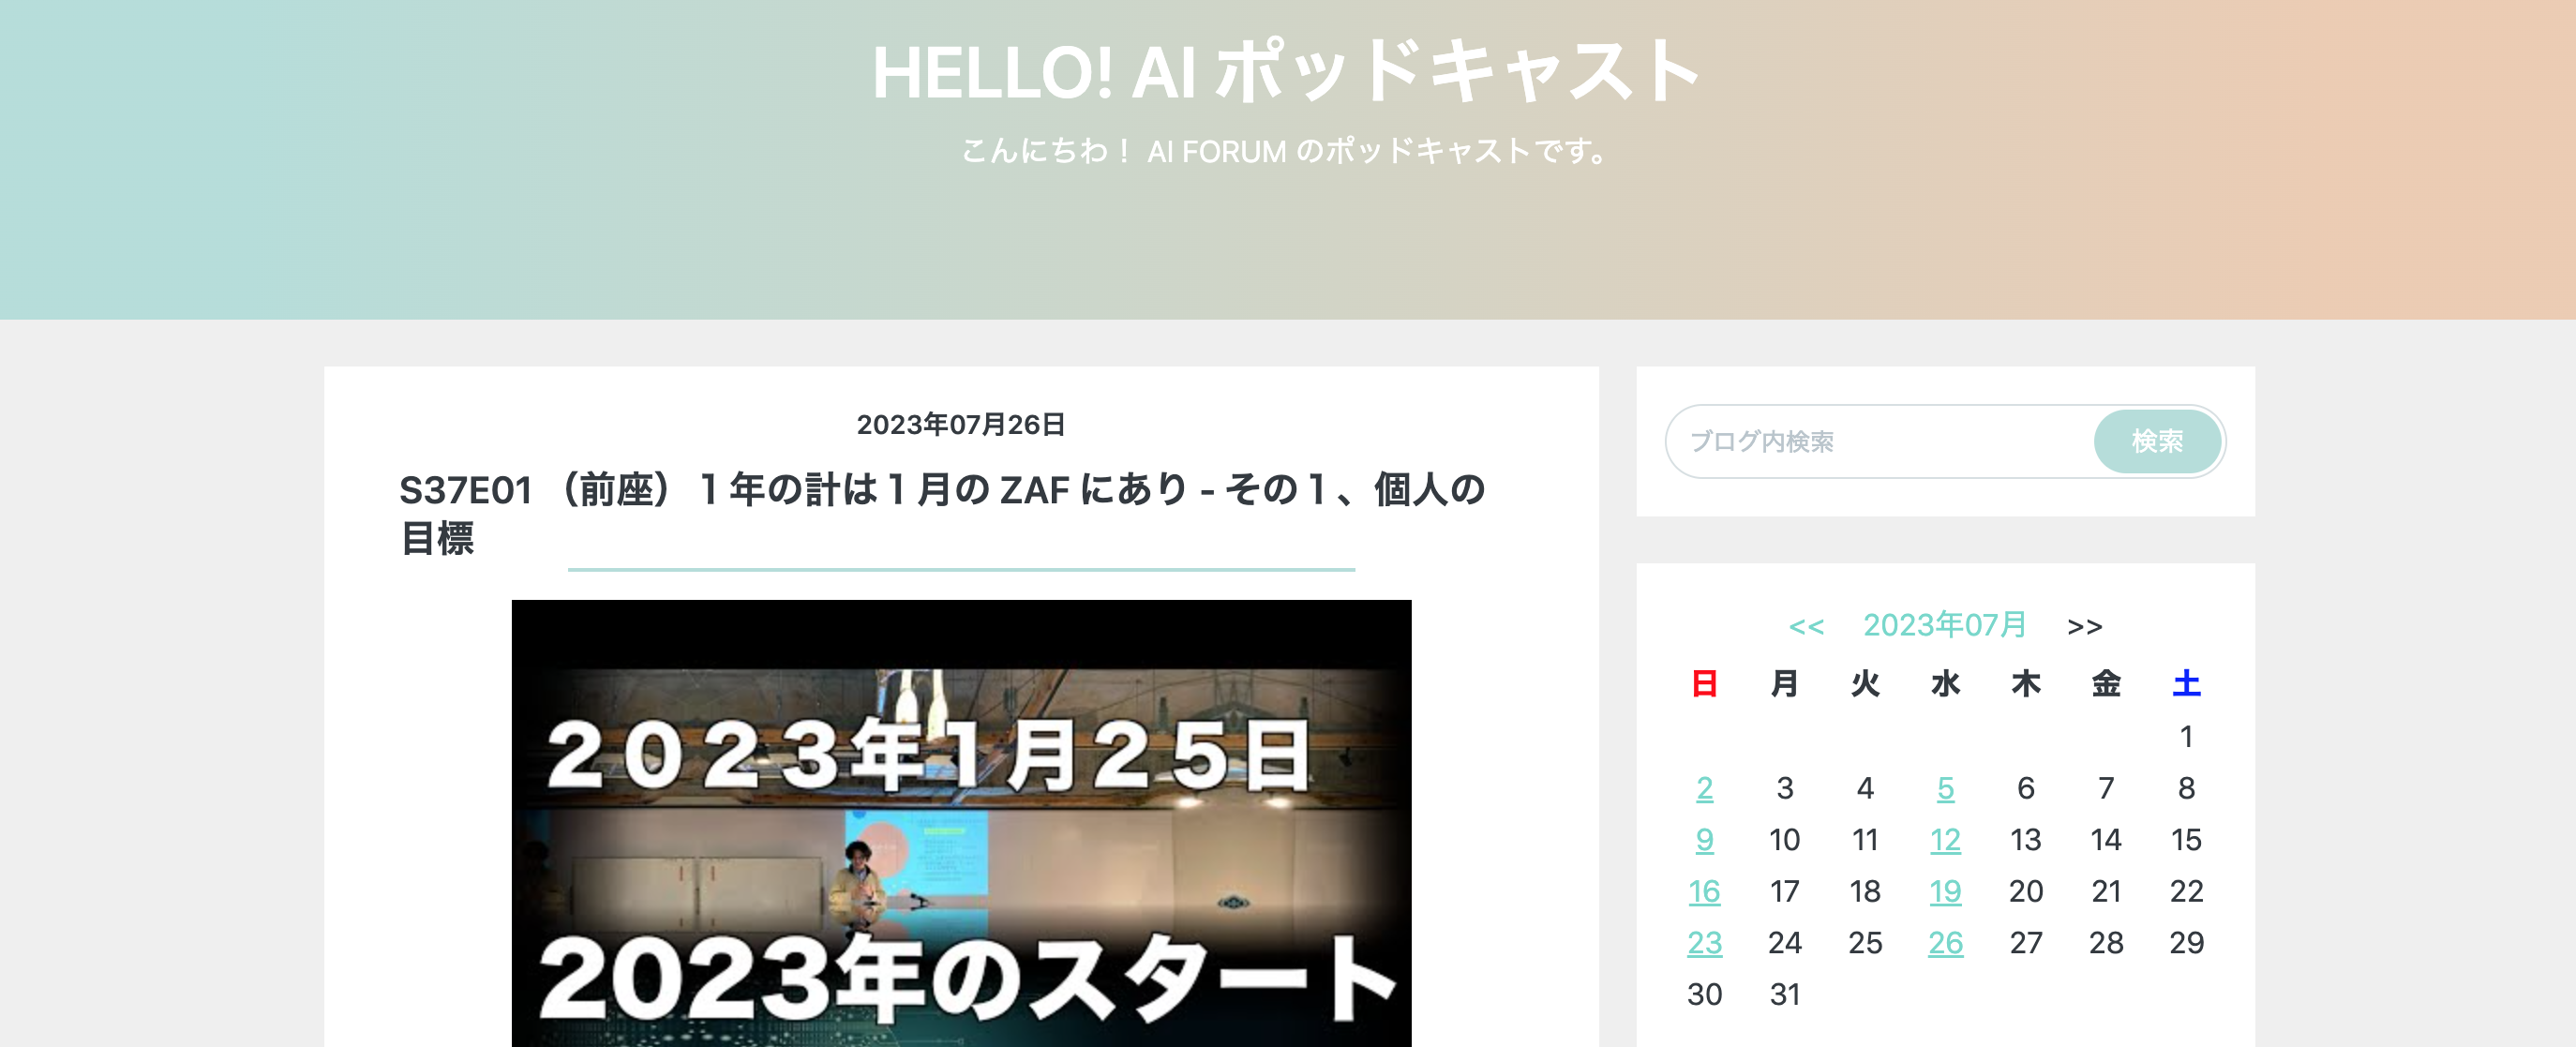 HELLO! AI ポッドキャスト
こんにちわ！ AI FORUM のポッドキャストです。
2023年07月26日
S37E01 （前座）１年の計は１月の ZAF にあり - その１、個人の
目標
２０２３年1月２５日
2023年のスタート
ブログ内検索 検索
<< 2023年07月 >>
日 月 火 水 木 金 土
1
2 3 4 5 6 7 8
9 10 11 12 13 14 15
16 17 18 19 20 21 22
23 24 25 26 27 28 29
30 31